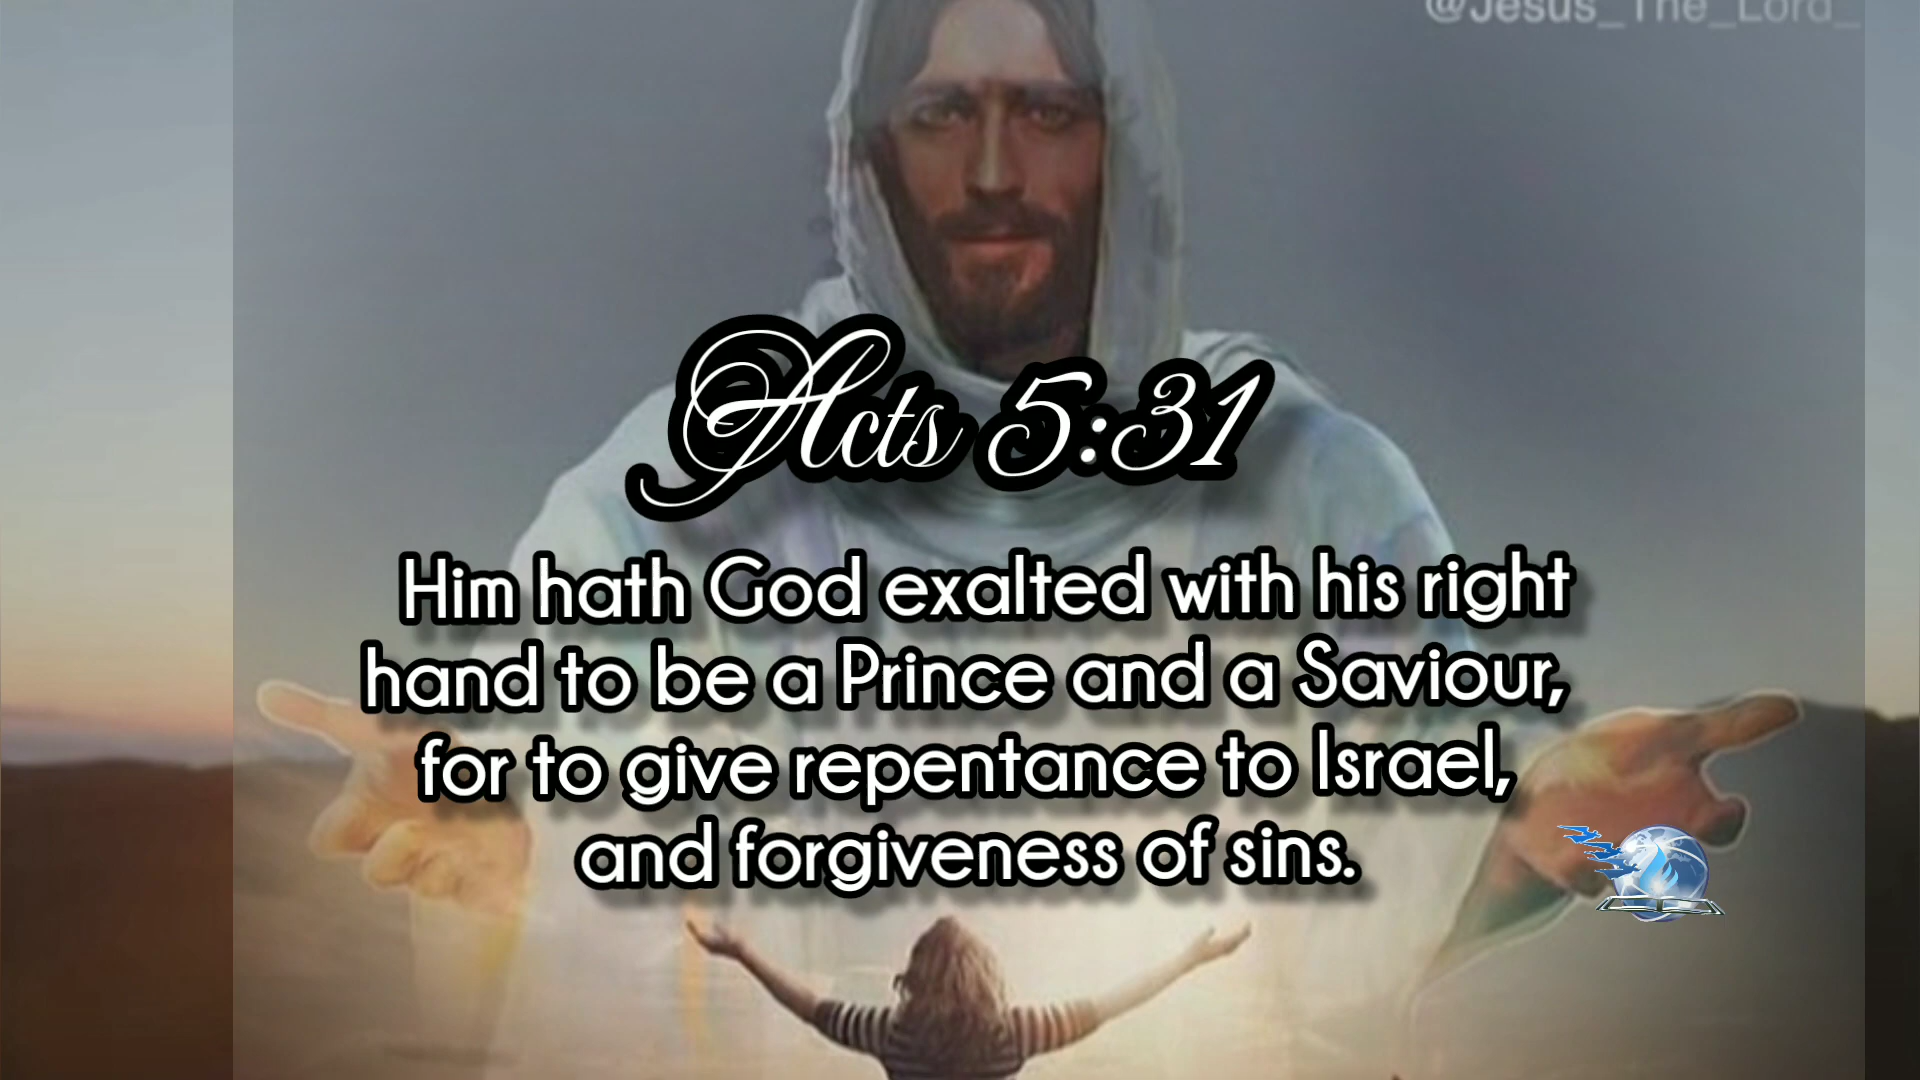 @Jesus_The_Lord_
Acts 5:31
Him hath God exalted with his right
hand to be a Prince and a Saviour,
for to give repentance to Israel,
and forgiveness of sins.